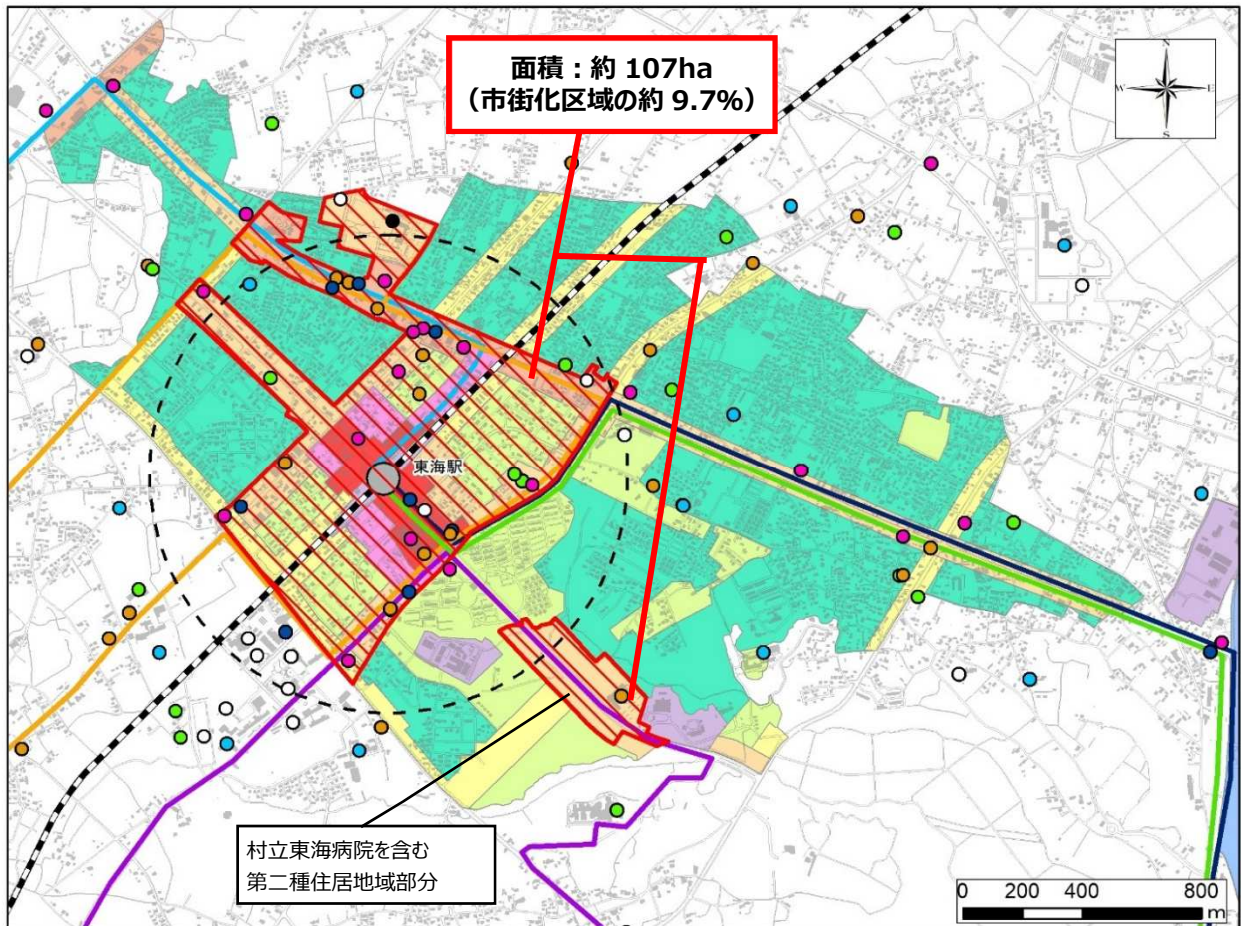 面積：約 107ha
（市街化区域の約 9.7%）
N
W
E
S
東海駅
村立東海病院を含む
第二種住居地域部分
0 200 400 800
m